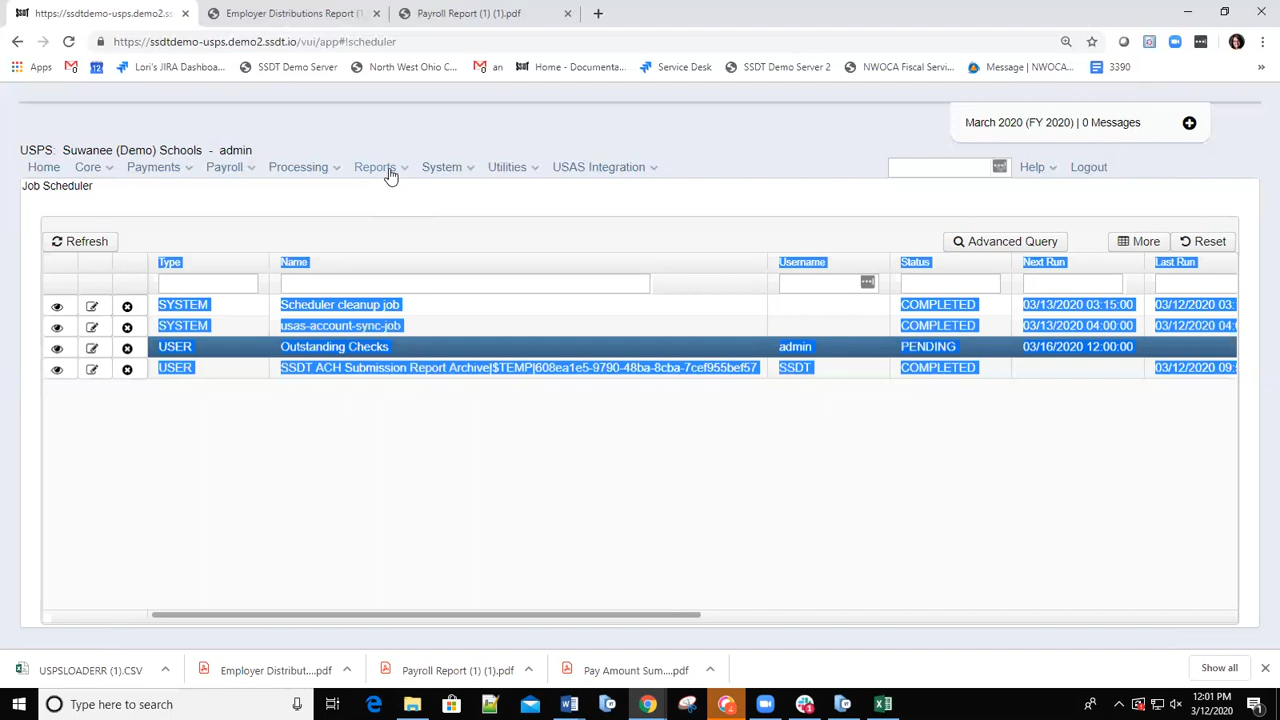 https://ssdtdemo-usps.demo2.ss
Employer Distributions Report (1
Payroll Report (1) (1).pdf
https://ssdtdemo-usps.demo2.ssdt.io/vui/app#!scheduler
Apps
Lori's JIRA Dashboa...
SSDT Demo Server
North West Ohio C...
an
Home - Documenta...
Service Desk
SSDT Demo Server 2
NWOCA Fiscal Servi...
Message | NWOCA...
3390
March 2020 (FY 2020) | 0 Messages
USPS: Suwanee (Demo) Schools - admin
Home Core Payments Payroll Processing Reports System Utilities USAS Integration Help Logout
Job Scheduler
Refresh Advanced Query More Reset
Type Name Username Status Next Run Last Run
SYSTEM Scheduler cleanup job COMPLETED 03/13/2020 03:15:00 03/12/2020 03:
SYSTEM usas-account-sync-job COMPLETED 03/13/2020 04:00:00 03/12/2020 04:
USER Outstanding Checks admin PENDING 03/16/2020 12:00:00
USER SSDT ACH Submission Report Archive|$TEMP|608ea1e5-9790-48ba-8cba-7cef955bef57 SSDT COMPLETED 03/12/2020 09:
USPSLOADERR (1).CSV
Employer Distribut....pdf
Payroll Report (1) (1).pdf
Pay Amount Sum....pdf
Show all
Type here to search
12:01 PM
3/12/2020